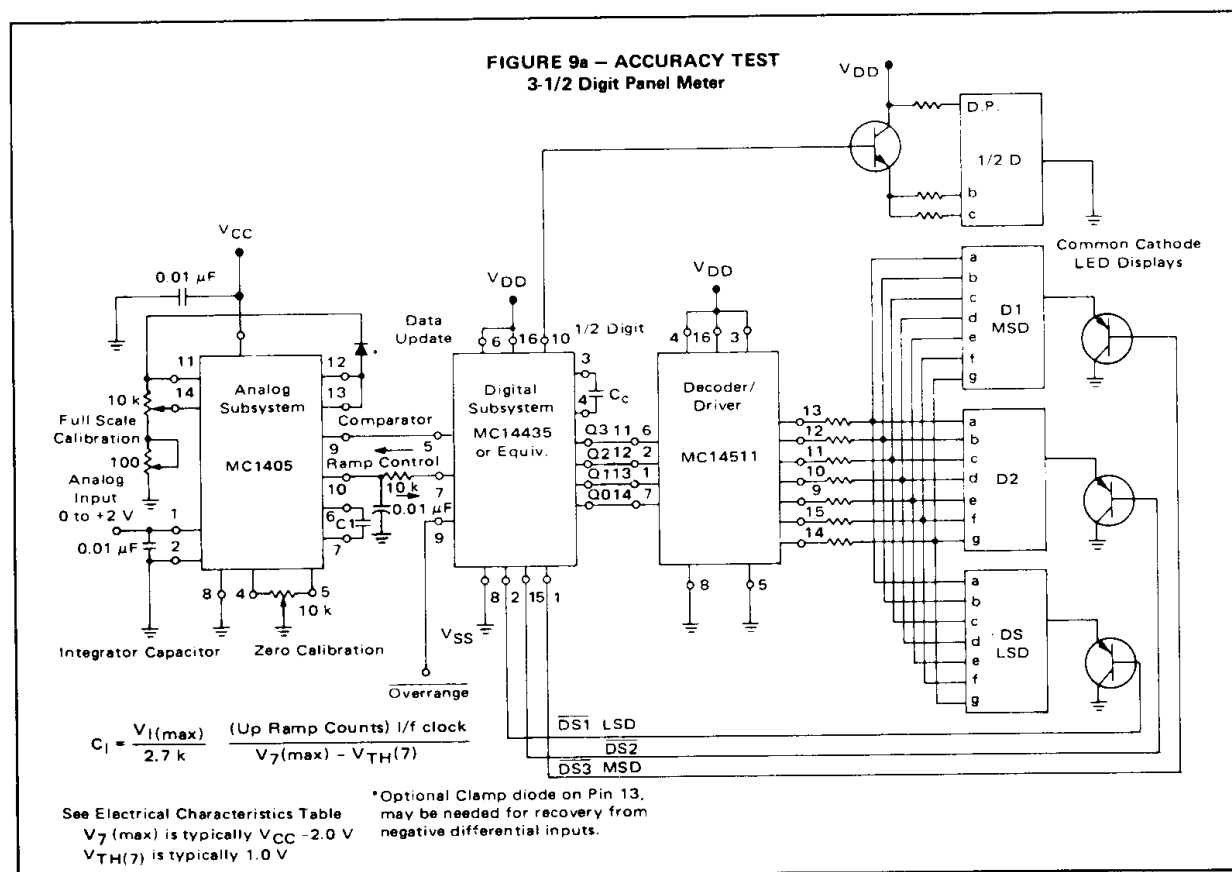 FIGURE 9a – ACCURACY TEST
3-1/2 Digit Panel Meter
VDD
D.P.
1/2 D
b
c
Common Cathode
LED Displays
VCC
0.01 µF
11
14
12
13
10 k
Full Scale
Calibration
100
Analog
Input
0 to +2 V
0.01 µF
1
2
Analog
Subsystem
MC1405
9
10
6
7
C1
8
4
5
10 k
Integrator Capacitor
Zero Calibration
Comparator
Ramp Control
10 k
0.01 µF
Data
Update
VDD
6
16
10
1/2 Digit
3
4
Cc
Digital
Subsystem
MC14435
or Equiv.
5
7
9
8
2
15
1
VSS
Overrange
Q3 11 6
Q2 12 2
Q1 13 1
Q0 14 7
VDD
4
16
3
Decoder/
Driver
MC14511
8
5
13
12
11
10
9
15
14
a
b
c
d
e
f
g
D1
MSD
a
b
c
d
e
f
g
D2
a
b
c
d
e
f
g
DS
LSD
DS1 LSD
DS2
DS3 MSD
CI = VI(max) / 2.7 k (Up Ramp Counts) I/f clock / V7(max) – VTH(7)
See Electrical Characteristics Table
V7 (max) is typically VCC -2.0 V
VTH(7) is typically 1.0 V
*Optional Clamp diode on Pin 13,
may be needed for recovery from
negative differential inputs.